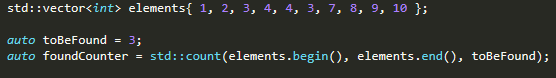 std::vector<int> elements{ 1, 2, 3, 4, 4, 3, 7, 8, 9, 10 };
auto toBeFound = 3;
auto foundCounter = std::count(elements.begin(), elements.end(), toBeFound);